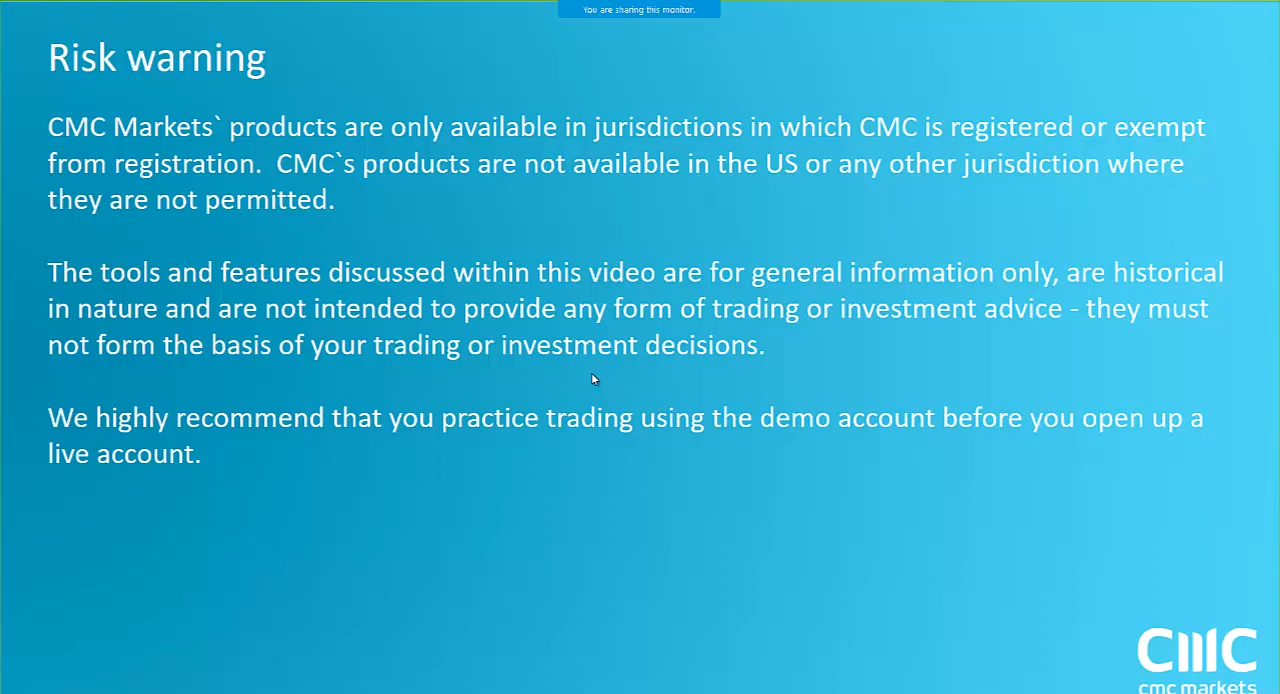 You are sharing this monitor.
Risk warning
CMC Markets` products are only available in jurisdictions in which CMC is registered or exempt
from registration.  CMC`s products are not available in the US or any other jurisdiction where
they are not permitted.
The tools and features discussed within this video are for general information only, are historical
in nature and are not intended to provide any form of trading or investment advice - they must
not form the basis of your trading or investment decisions.
We highly recommend that you practice trading using the demo account before you open up a
live account.
CMC
cmc markets